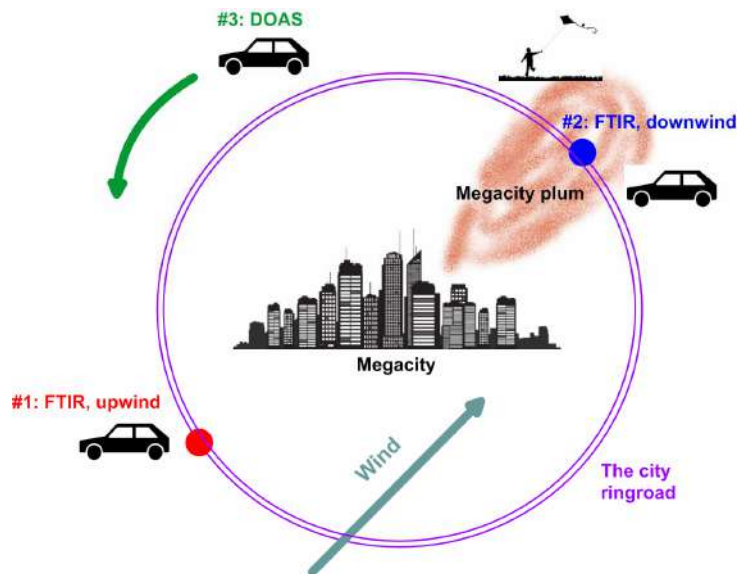 #3: DOAS
#2: FTIR, downwind
Megacity plum
Megacity
#1: FTIR, upwind
Wind
The city
ringroad